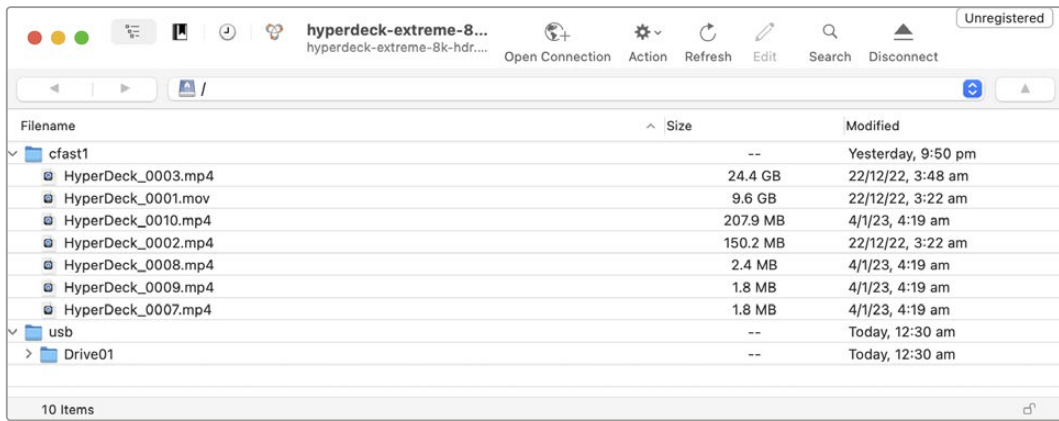 Unregistered
hyperdeck-extreme-8...
hyperdeck-extreme-8k-hdr....
Open Connection Action Refresh Edit Search Disconnect
/
Filename Size Modified
cfast1 -- Yesterday, 9:50 pm
HyperDeck_0003.mp4 24.4 GB 22/12/22, 3:48 am
HyperDeck_0001.mov 9.6 GB 22/12/22, 3:22 am
HyperDeck_0010.mp4 207.9 MB 4/1/23, 4:19 am
HyperDeck_0002.mp4 150.2 MB 22/12/22, 3:22 am
HyperDeck_0008.mp4 2.4 MB 4/1/23, 4:19 am
HyperDeck_0009.mp4 1.8 MB 4/1/23, 4:19 am
HyperDeck_0007.mp4 1.8 MB 4/1/23, 4:19 am
usb -- Today, 12:30 am
Drive01 -- Today, 12:30 am
10 Items